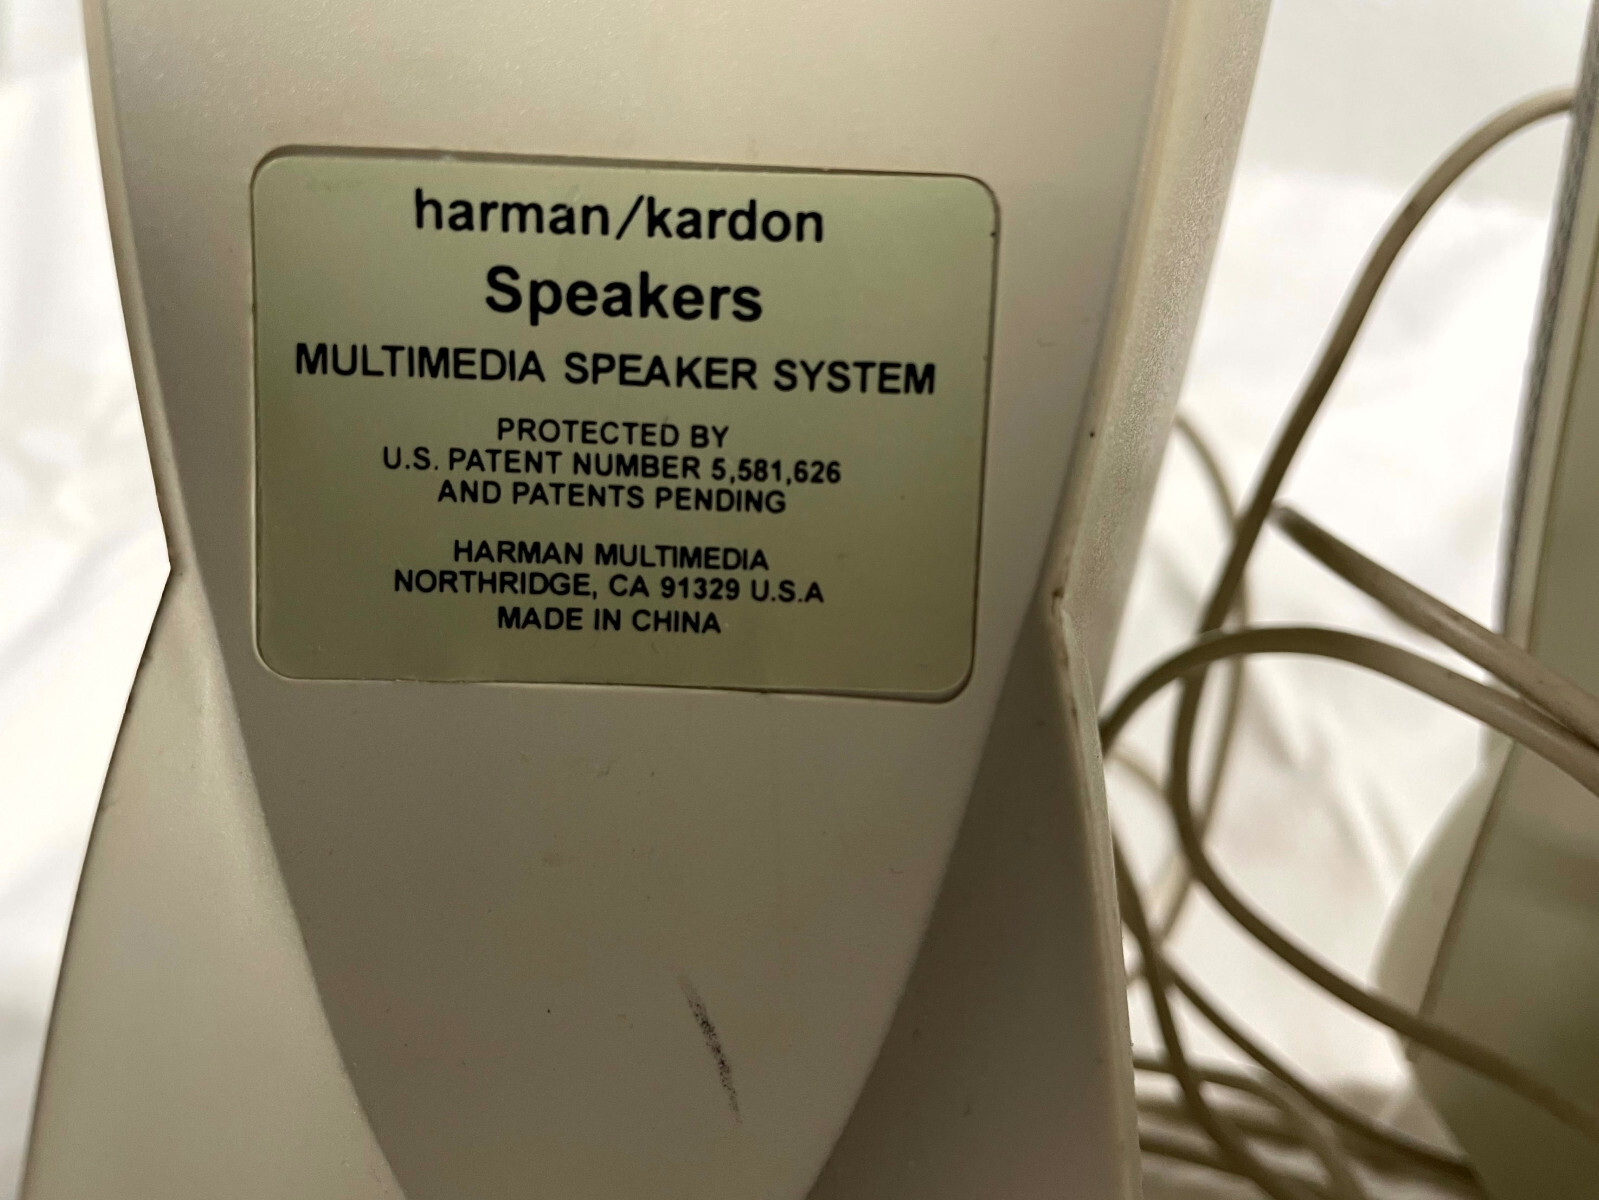 harman/kardon
Speakers
MULTIMEDIA SPEAKER SYSTEM
PROTECTED BY
U.S. PATENT NUMBER 5,581,626
AND PATENTS PENDING
HARMAN MULTIMEDIA
NORTHRIDGE, CA 91329 U.S.A
MADE IN CHINA